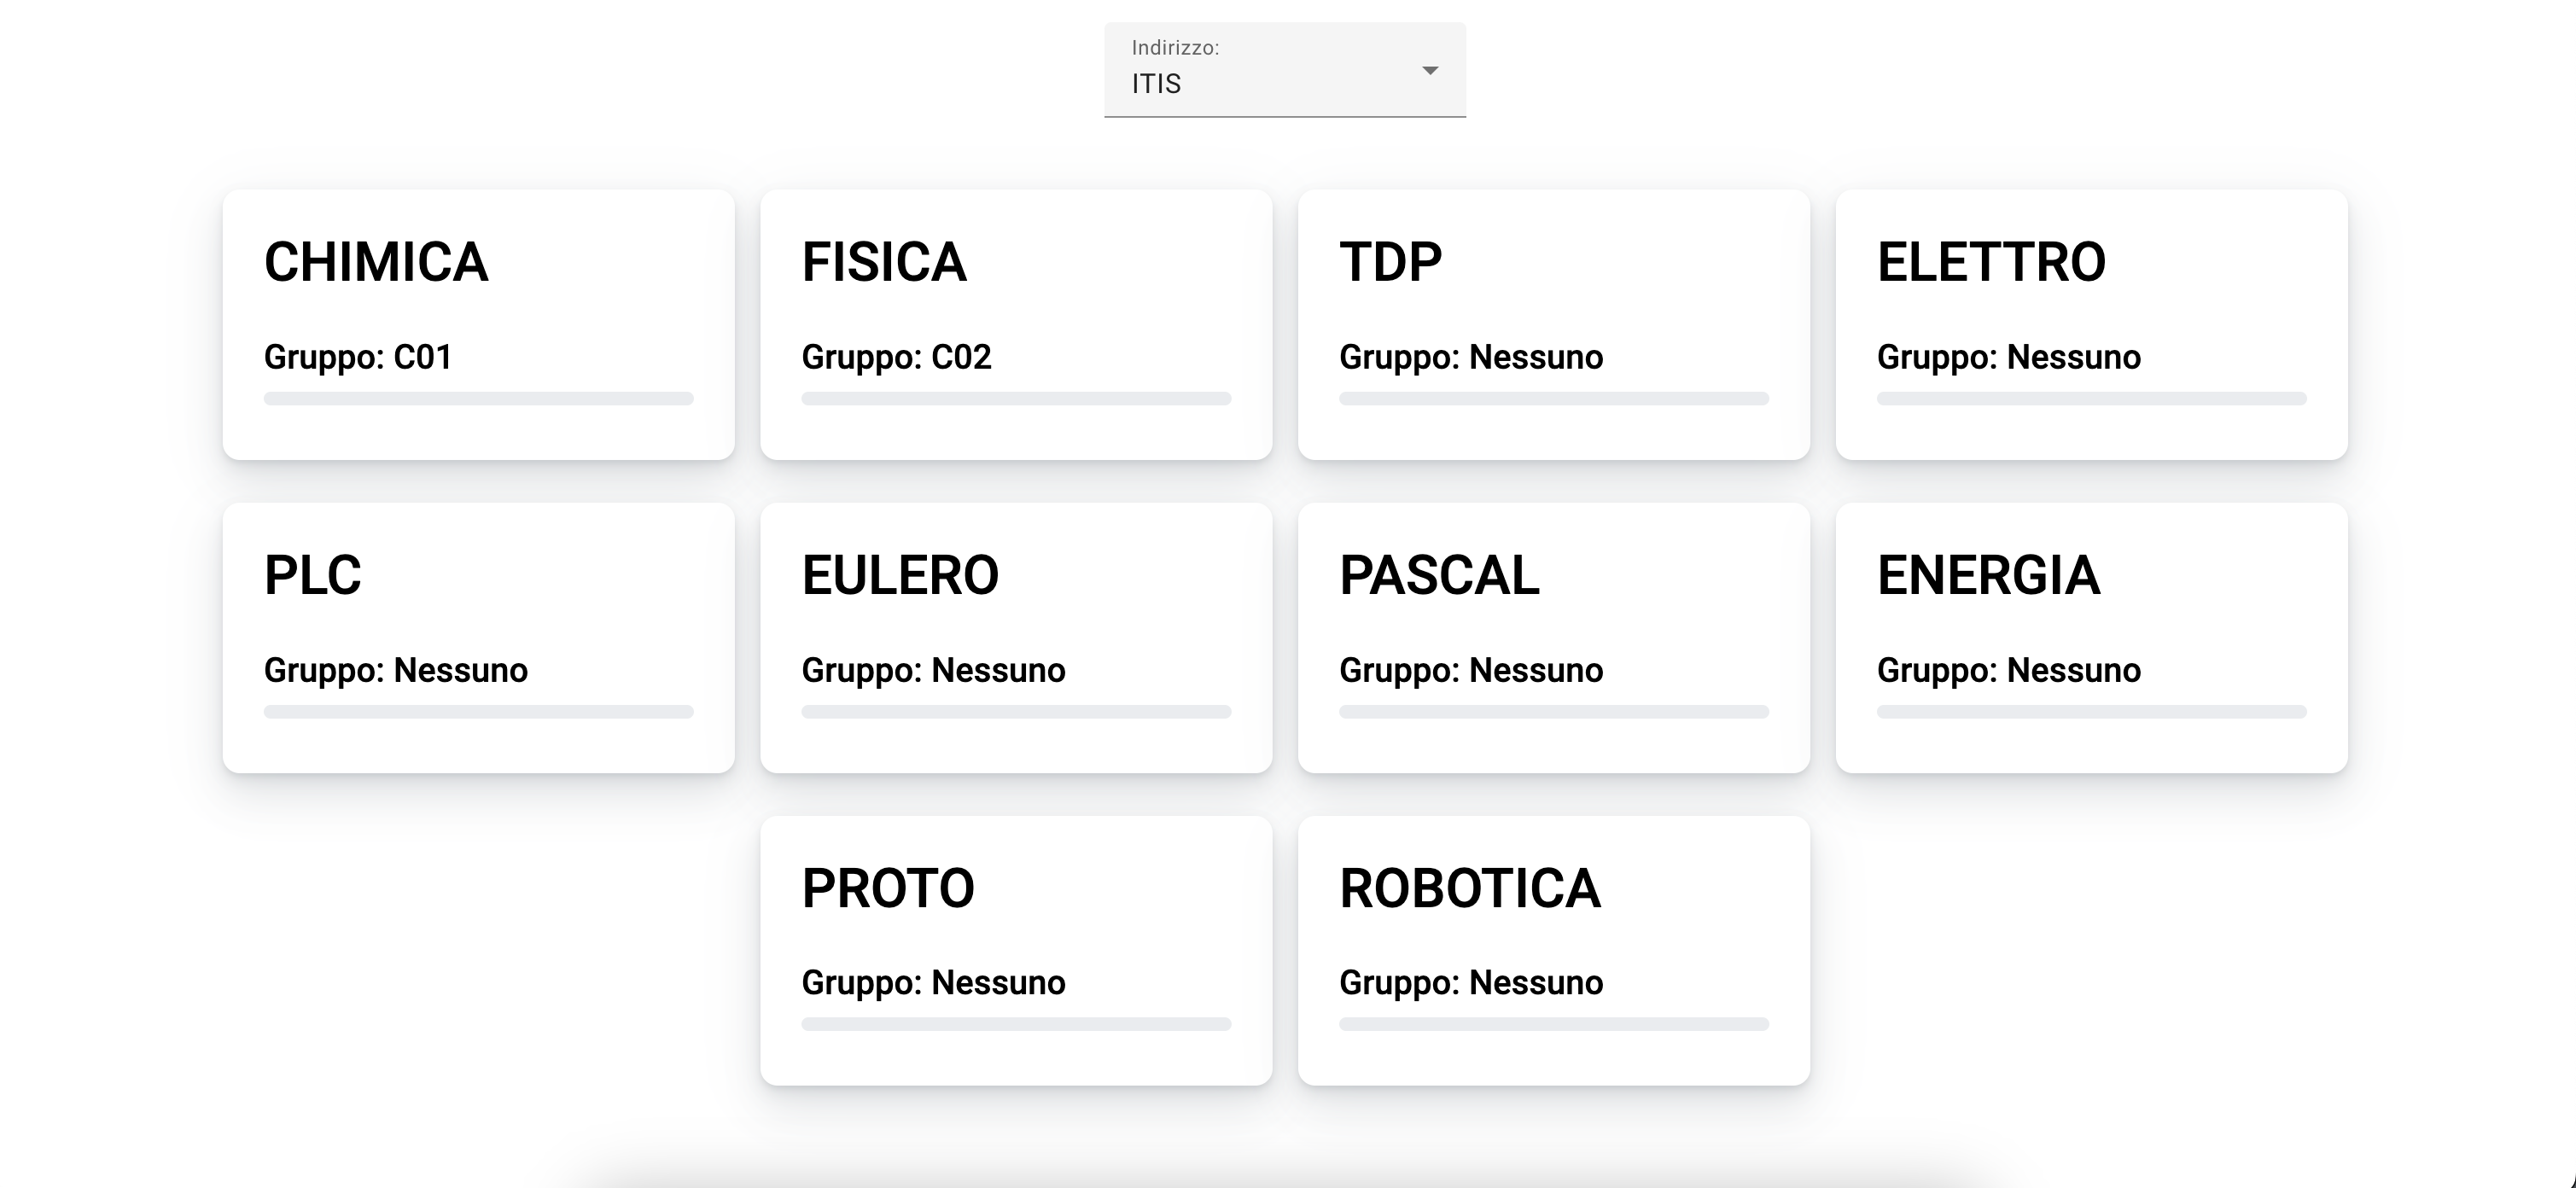 Indirizzo:
ITIS
CHIMICA
Gruppo: C01
FISICA
Gruppo: C02
TDP
Gruppo: Nessuno
ELETTRO
Gruppo: Nessuno
PLC
Gruppo: Nessuno
EULERO
Gruppo: Nessuno
PASCAL
Gruppo: Nessuno
ENERGIA
Gruppo: Nessuno
PROTO
Gruppo: Nessuno
ROBOTICA
Gruppo: Nessuno